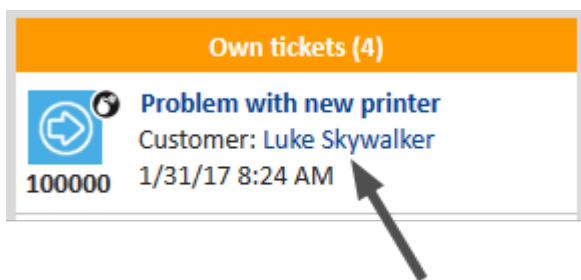 Own tickets (4)
Problem with new printer
Customer: Luke Skywalker
100000
1/31/17 8:24 AM